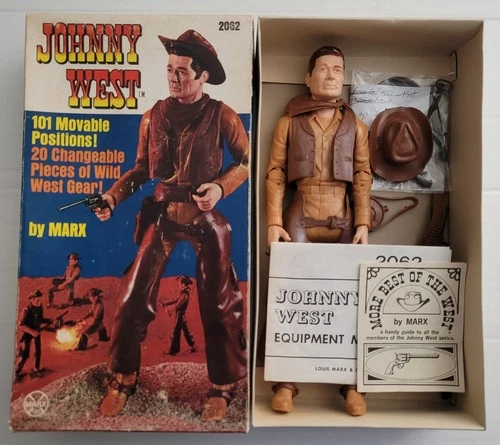 JOHNNY
WEST™
2062
101 Movable
Positions!
20 Changeable
Pieces of Wild
West Gear!
by MARX
MARX
2062
JOHNNY
WEST
EQUIPMENT M
LOUIS MARX &
MORE BEST OF THE WEST
by MARX
a handy guide to all the
members of the Johnny West series.